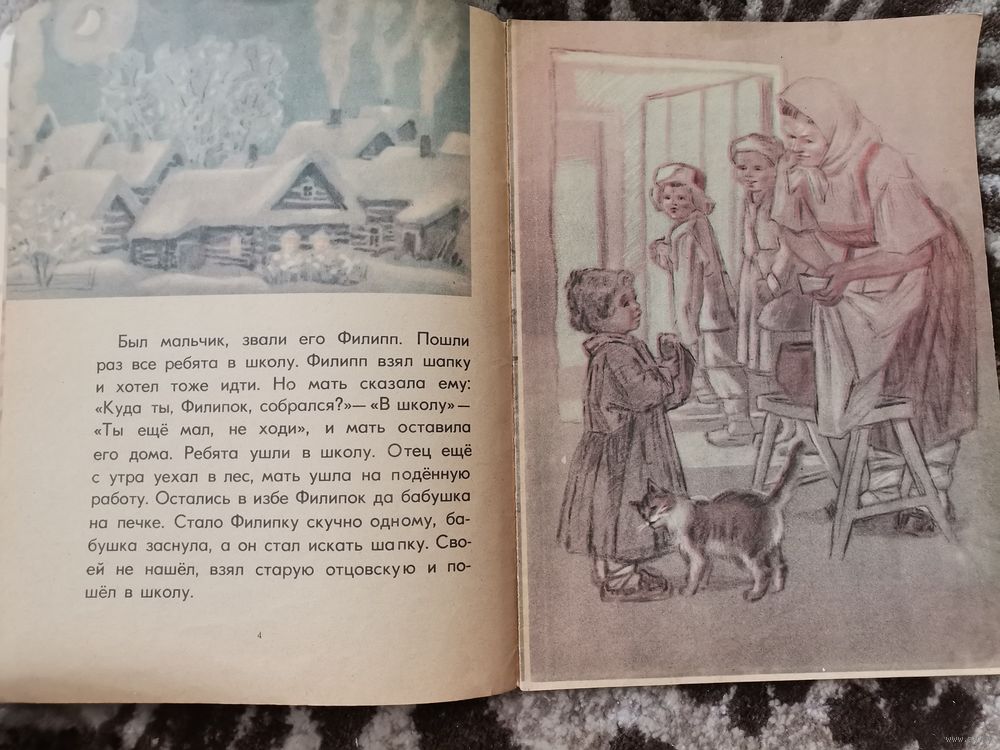 Был мальчик, звали его Филипп. Пошли
раз все ребята в школу. Филипп взял шапку
и хотел тоже идти. Но мать сказала ему:
«Куда ты, Филипок, собрался?»— «В школу»—
«Ты ещё мал, не ходи», и мать оставила
его дома. Ребята ушли в школу. Отец ещё
с утра уехал в лес, мать ушла на подённую
работу. Остались в избе Филипок да бабушка
на печке. Стало Филипку скучно одному, ба-
бушка заснула, а он стал искать шапку. Сво-
ей не нашёл, взял старую отцовскую и по-
шёл в школу.
4